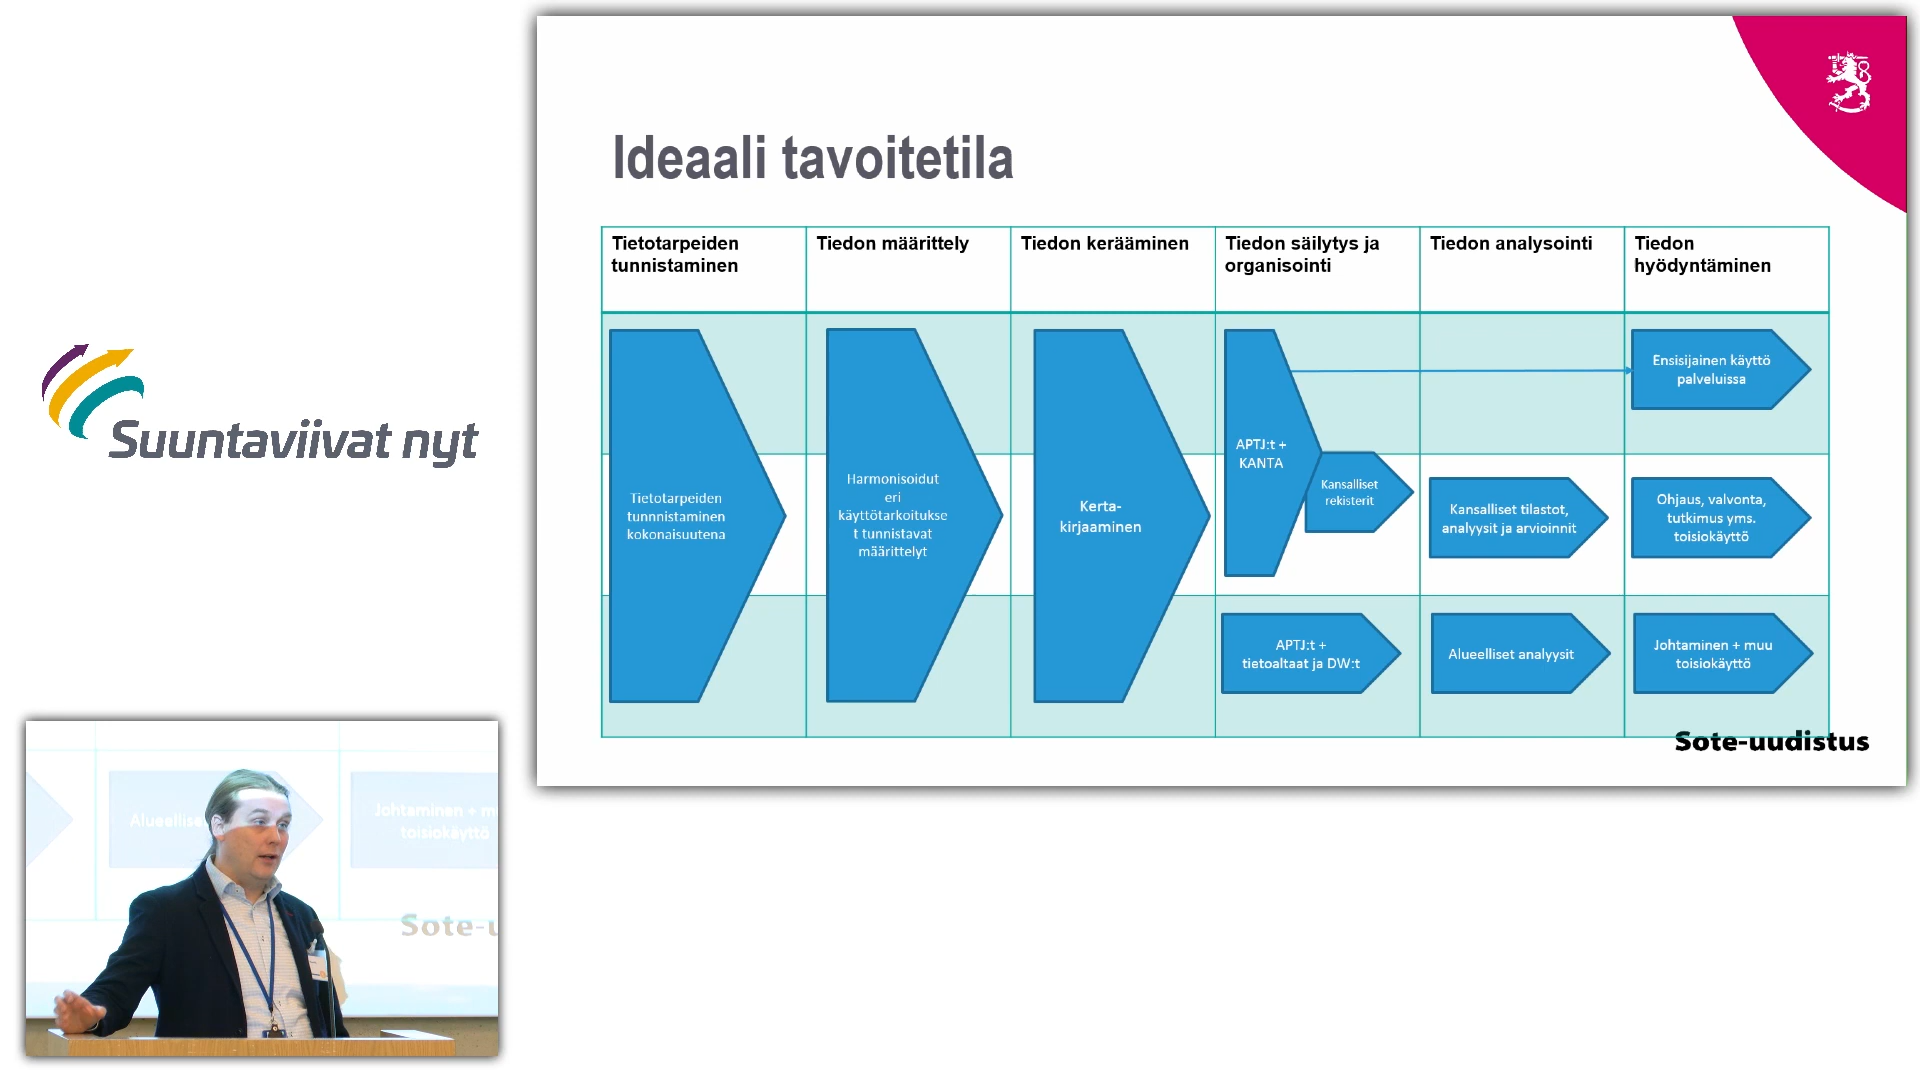 Ideaali tavoitetila
Tietotarpeiden
tunnistaminen
Tiedon määrittely
Tiedon kerääminen
Tiedon säilytys ja
organisointi
Tiedon analysointi
Tiedon
hyödyntäminen
Tietotarpeiden
tunnnistaminen
kokonaisuutena
Harmonisoidut
eri
käyttötarkoitukse
t tunnistavat
määrittelyt
Kerta-
kirjaaminen
APTJ:t +
KANTA
Kansalliset
rekisterit
Ensisijainen käyttö
palveluissa
Kansalliset tilastot,
analyysit ja arvioinnit
Ohjaus, valvonta,
tutkimus yms.
toisiokäyttö
APTJ:t +
tietoaltaat ja DW:t
Alueelliset analyysit
Johtaminen + muu
toisiokäyttö
Sote-uudistus
Suuntaviivat nyt
Alueellise
Johtaminen + m
toisiokäyttö
Sote-u